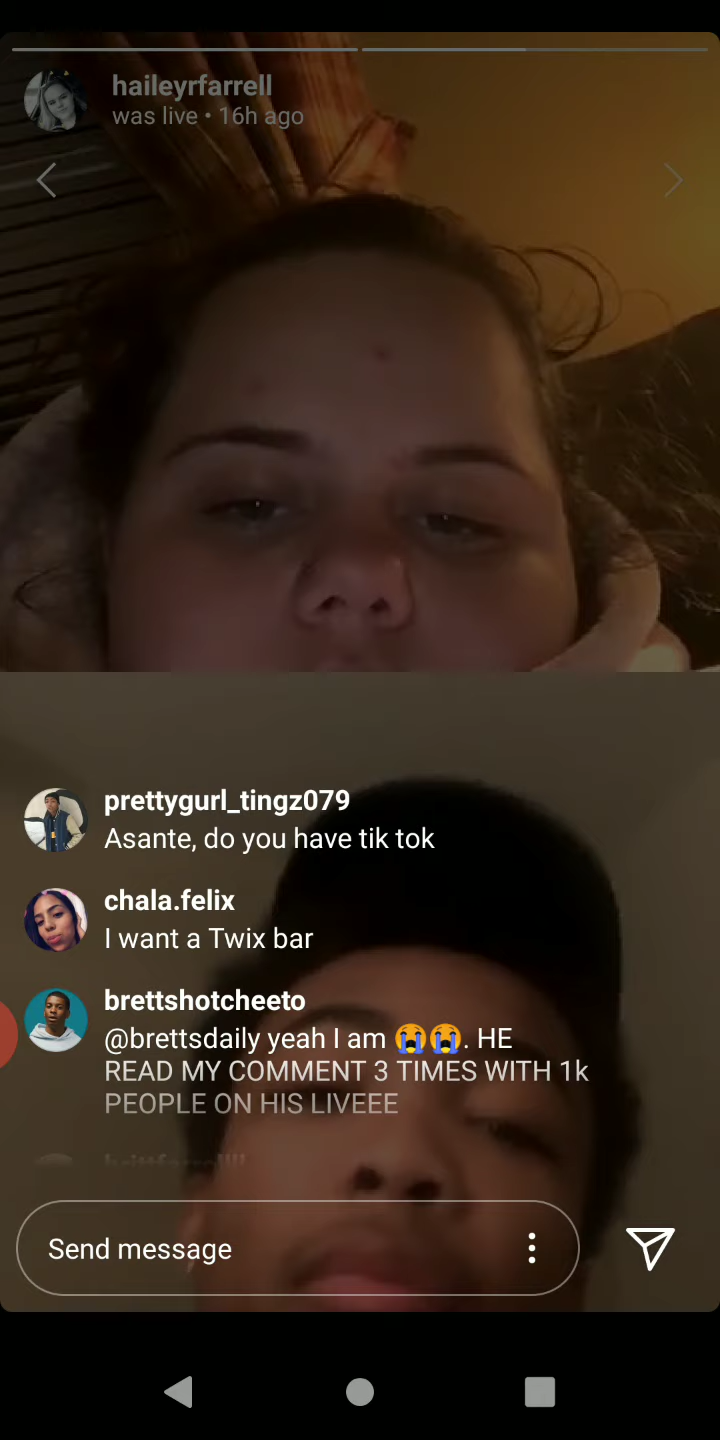 haileyrfarrell
was live • 16h ago
prettygurl_tingz079
Asante, do you have tik tok
chala.felix
I want a Twix bar
brettshotcheeto
@brettsdaily yeah I am 😭😭. HE
READ MY COMMENT 3 TIMES WITH 1k
PEOPLE ON HIS LIVEEE
Send message